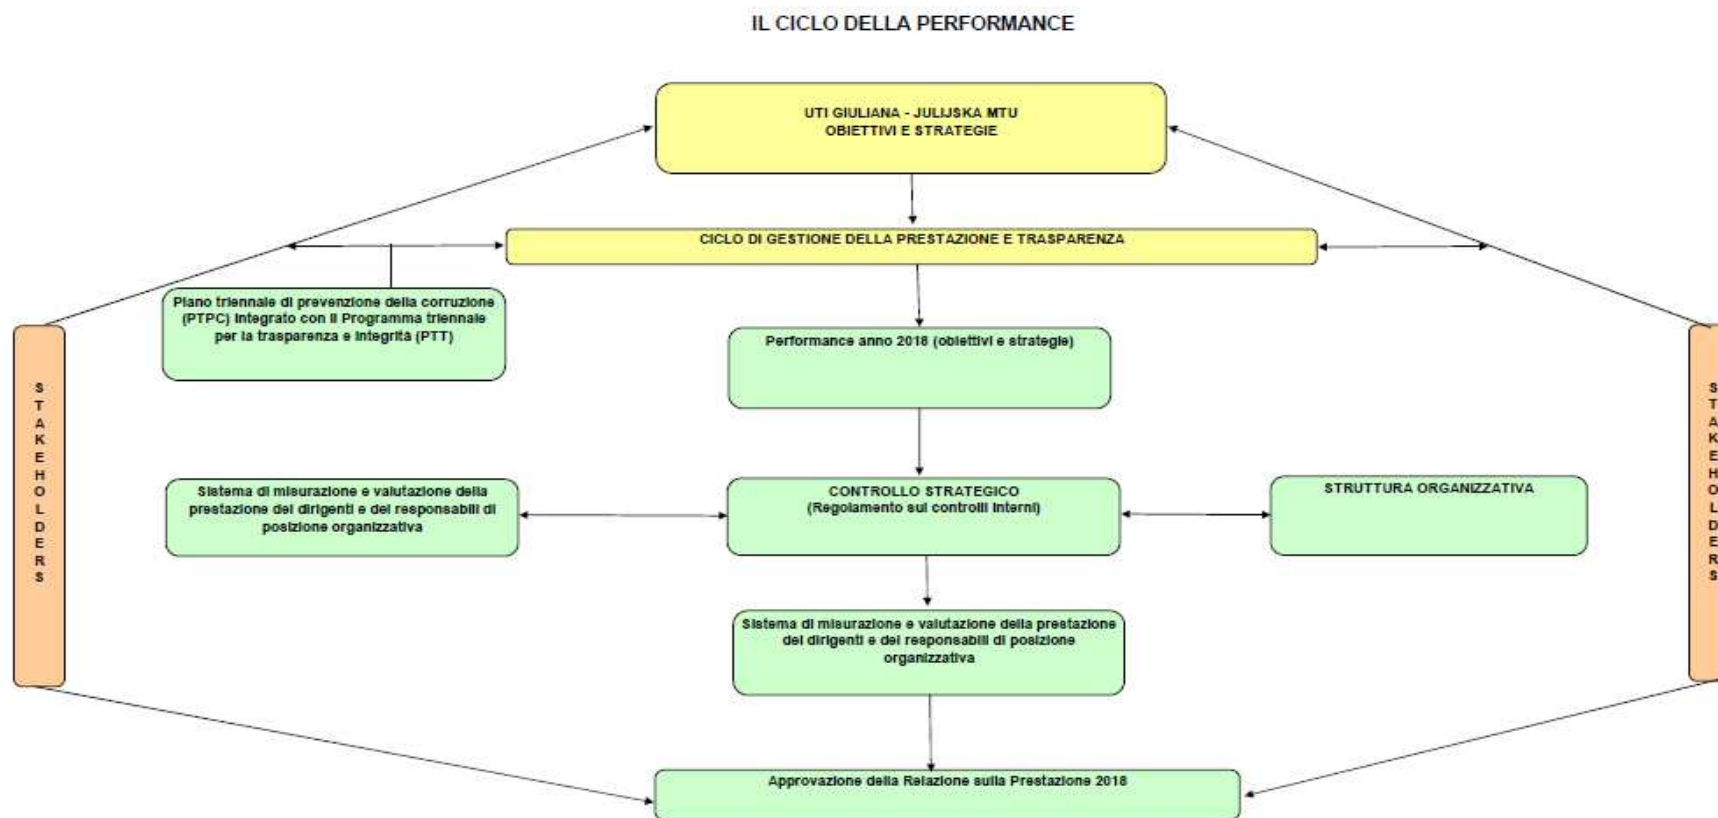 IL CICLO DELLA PERFORMANCE
UTI GIULIANA - JULIJSKA MTU
OBIETTIVI E STRATEGIE
CICLO DI GESTIONE DELLA PRESTAZIONE E TRASPARENZA
Piano triennale di prevenzione della corruzione
(PTPC) integrato con il Programma triennale
per la trasparenza e integrità (PTT)
Performance anno 2018 (obiettivi e strategie)
STAKEHOLDERS
STAKEHOLDERS
Sistema di misurazione e valutazione della
prestazione dei dirigenti e dei responsabili di
posizione organizzativa
CONTROLLO STRATEGICO
(Regolamento sui controlli interni)
STRUTTURA ORGANIZZATIVA
Sistema di misurazione e valutazione della prestazione
dei dirigenti e dei responsabili di posizione
organizzativa
Approvazione della Relazione sulla Prestazione 2018